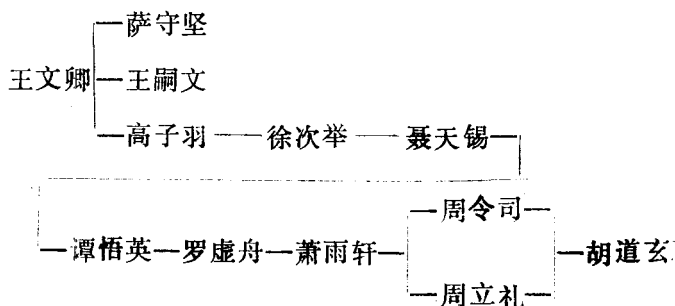 萨守坚
王文卿 王嗣文
高子羽 徐次举 聂天锡
周令司
谭悟英 罗虚舟 萧雨轩 胡道玄
周立礼